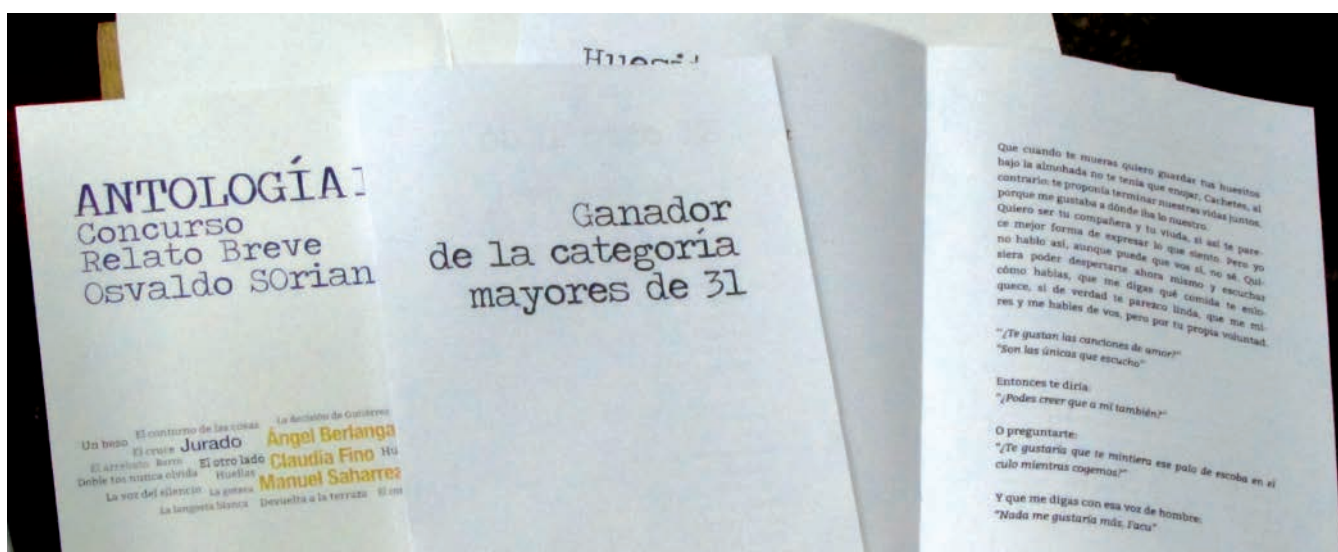 ANTOLOGÍA
Concurso
Relato Breve
Osvaldo SOrian
Un beso El contorno de las cosas La decisión de Gutiérrez
El cruce Jurado Ángel Berlanga
El arrebato Barro El otro lado Claudia Fino
Doble tos nunca olvida Huellas Manuel Saharrea
La voz del silencio La gotera
La langosta blanca Devuelta a la terraza
Ganador
de la categoría
mayores de 31
Que cuando te mueras quiero guardar tus huesitos
bajo la almohada no te tenía que enojar, Cachetes, al
contrario: te proponía terminar nuestras vidas juntos,
porque me gustaba a dónde iba lo nuestro.
Quiero ser tu compañera y tu viuda, si así te pare-
ce mejor forma de expresar lo que siento. Pero yo
no hablo así, aunque puede que vos sí, no sé. Qui-
siera poder despertarte ahora mismo y escuchar
cómo hablas, que me digas qué comida te enlo-
quece, si de verdad te parezco linda, que me mi-
res y me hables de vos, pero por tu propia voluntad.
"¿Te gustan las canciones de amor?"
"Son las únicas que escucho"
Entonces te diría:
"¿Podes creer que a mí también?"
O preguntarte:
"¿Te gustaría que te mintiera ese palo de escoba en el
culo mientras cogemos?"
Y que me digas con esa voz de hombre:
"Nada me gustaría más, Facu"